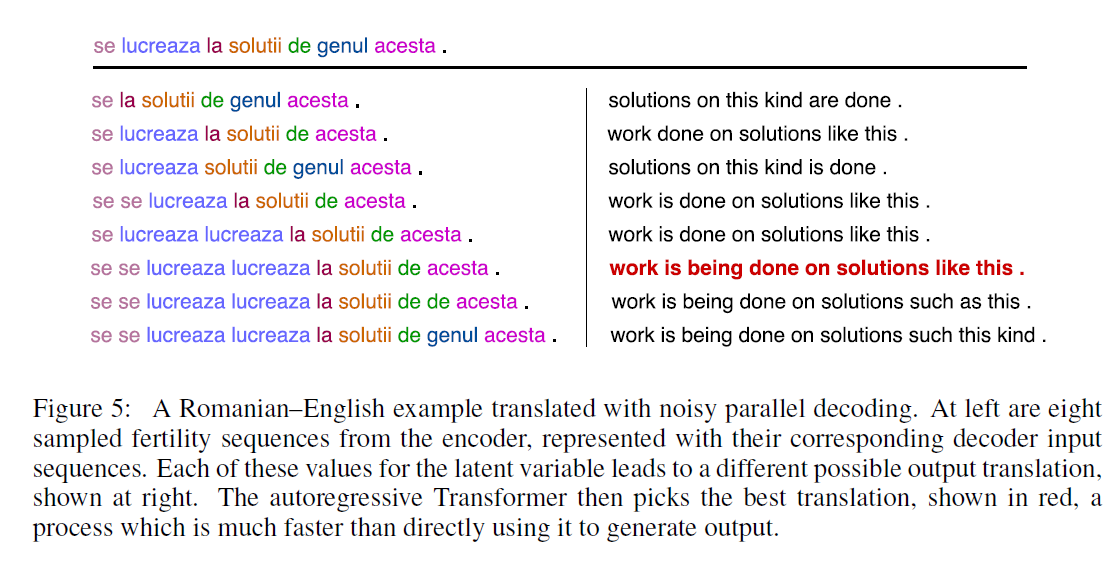 se lucreaza la solutii de genul acesta .
se la solutii de genul acesta .
solutions on this kind are done .
se lucreaza la solutii de acesta .
work done on solutions like this .
se lucreaza solutii de genul acesta .
solutions on this kind is done .
se se lucreaza la solutii de acesta .
work is done on solutions like this .
se lucreaza lucreaza la solutii de acesta .
work is done on solutions like this .
se se lucreaza lucreaza la solutii de acesta .
work is being done on solutions like this .
se se lucreaza lucreaza la solutii de de acesta .
work is being done on solutions such as this .
se se lucreaza lucreaza la solutii de genul acesta .
work is being done on solutions such this kind .
Figure 5: A Romanian–English example translated with noisy parallel decoding. At left are eight
sampled fertility sequences from the encoder, represented with their corresponding decoder input
sequences. Each of these values for the latent variable leads to a different possible output translation,
shown at right. The autoregressive Transformer then picks the best translation, shown in red, a
process which is much faster than directly using it to generate output.